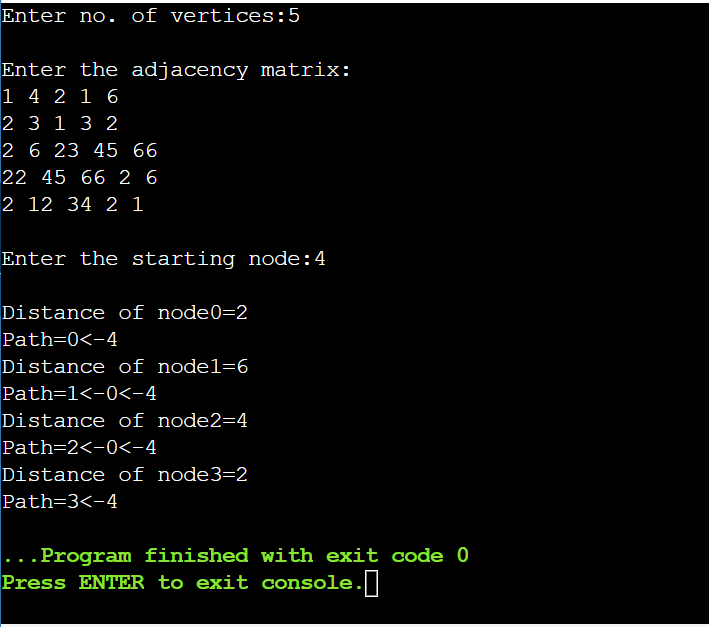 Enter no. of vertices:5
Enter the adjacency matrix:
1 4 2 1 6
2 3 1 3 2
2 6 23 45 66
22 45 66 2 6
2 12 34 2 1
Enter the starting node:4
Distance of node0=2
Path=0<-4
Distance of node1=6
Path=1<-0<-4
Distance of node2=4
Path=2<-0<-4
Distance of node3=2
Path=3<-4
...Program finished with exit code 0
Press ENTER to exit console.